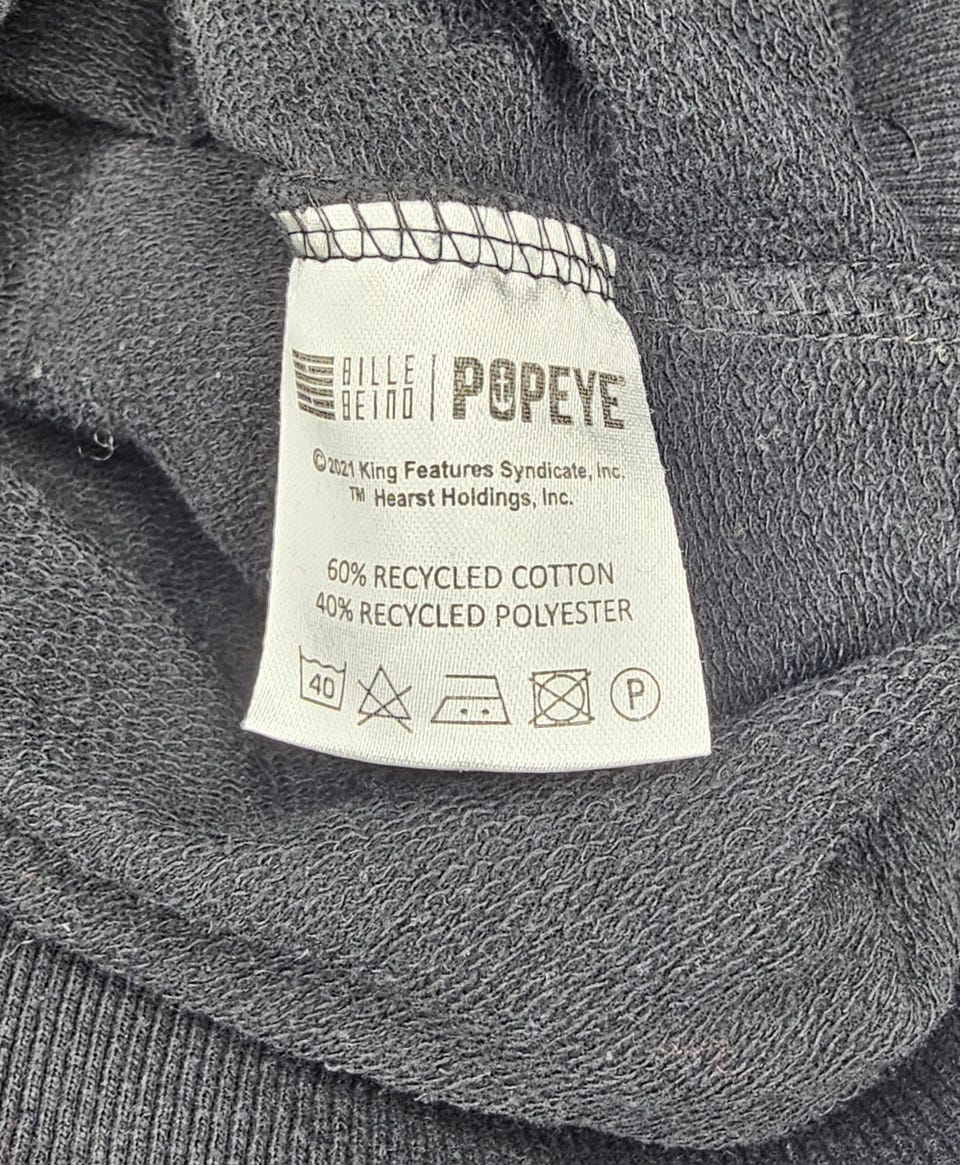 BILLE
BEINO
POPEYE
©2021 King Features Syndicate, Inc.
TM Hearst Holdings, Inc.
60% RECYCLED COTTON
40% RECYCLED POLYESTER
40
P